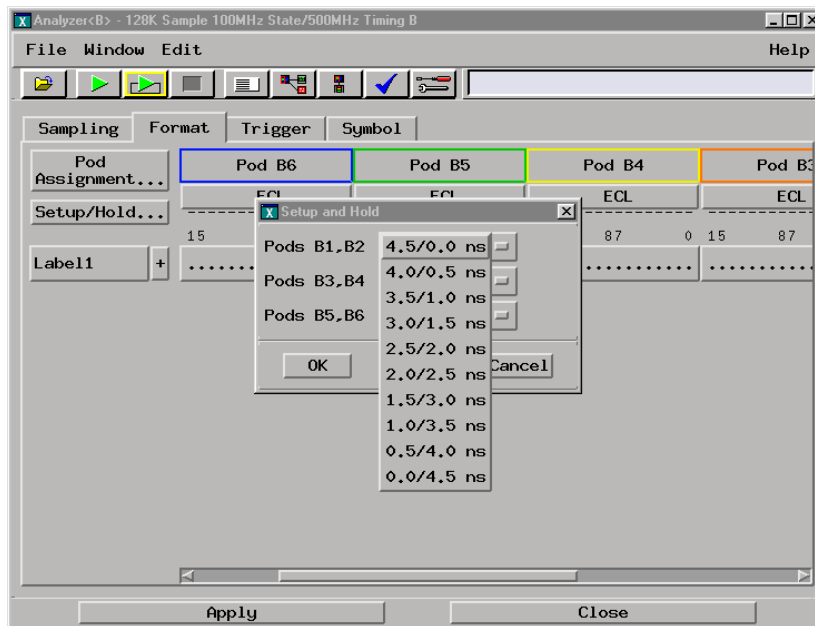 Analyzer<B> - 128K Sample 100MHz State/500MHz Timing B
File Window Edit Help
Sampling Format Trigger Symbol
Pod Assignment...
Pod B6 Pod B5 Pod B4 Pod B3
ECL ECL ECL ECL
Setup/Hold...
Setup and Hold
15 87 0 15 87
Label1 +
Pods B1,B2 4.5/0.0 ns
4.0/0.5 ns
Pods B3,B4
3.5/1.0 ns
Pods B5,B6
3.0/1.5 ns
2.5/2.0 ns
OK Cancel
2.0/2.5 ns
1.5/3.0 ns
1.0/3.5 ns
0.5/4.0 ns
0.0/4.5 ns
Apply Close